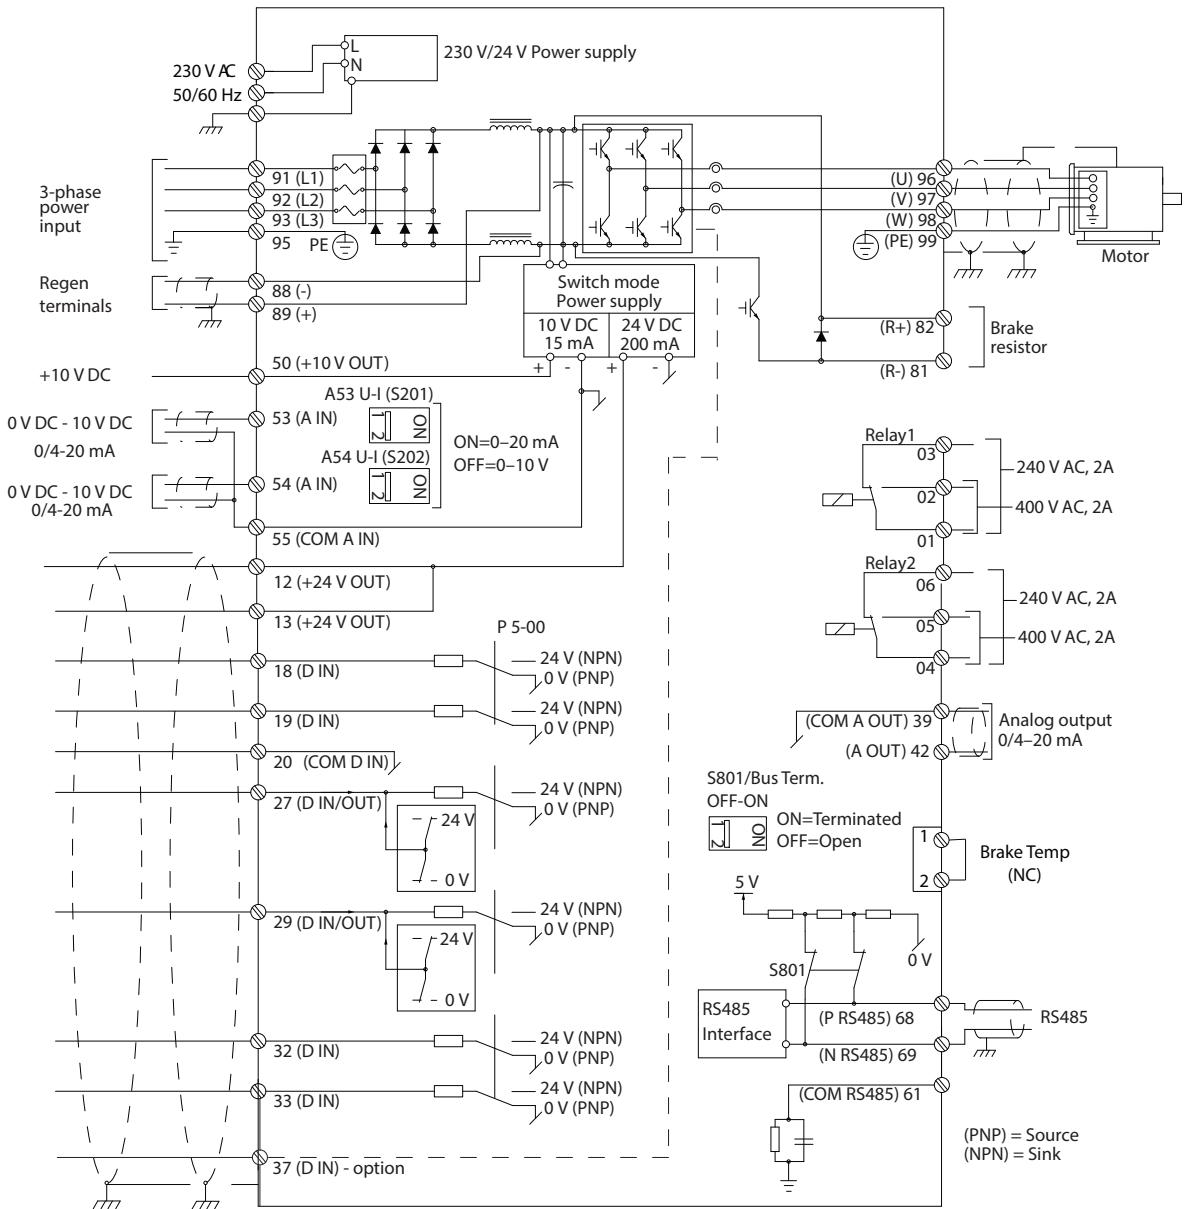 230 V/24 V Power supply
L
N
230 V AC
50/60 Hz
3-phase
power
input
91 (L1)
92 (L2)
93 (L3)
95
PE
(U) 96
(V) 97
(W) 98
(PE) 99
Motor
Regen
terminals
88 (-)
89 (+)
Switch mode
Power supply
10 V DC
15 mA
24 V DC
200 mA
+
-
+
-
(R+) 82
(R-) 81
Brake
resistor
+10 V DC
50 (+10 V OUT)
0 V DC - 10 V DC
0/4-20 mA
53 (A IN)
A53 U-I (S201)
1 2
ON
A54 U-I (S202)
1 2
ON
ON=0–20 mA
OFF=0–10 V
0 V DC - 10 V DC
0/4-20 mA
54 (A IN)
55 (COM A IN)
Relay1
03
02
01
240 V AC, 2A
400 V AC, 2A
Relay2
06
05
04
240 V AC, 2A
400 V AC, 2A
12 (+24 V OUT)
13 (+24 V OUT)
P 5-00
18 (D IN)
24 V (NPN)
0 V (PNP)
19 (D IN)
24 V (NPN)
0 V (PNP)
20 (COM D IN)
27 (D IN/OUT)
24 V (NPN)
0 V (PNP)
24 V
0 V
29 (D IN/OUT)
24 V (NPN)
0 V (PNP)
24 V
0 V
32 (D IN)
24 V (NPN)
0 V (PNP)
33 (D IN)
24 V (NPN)
0 V (PNP)
37 (D IN) - option
(COM A OUT) 39
(A OUT) 42
Analog output
0/4–20 mA
S801/Bus Term.
OFF-ON
1 2
ON
ON=Terminated
OFF=Open
1
2
Brake Temp
(NC)
5 V
0 V
S801
RS485
Interface
(P RS485) 68
(N RS485) 69
RS485
(COM RS485) 61
(PNP) = Source
(NPN) = Sink